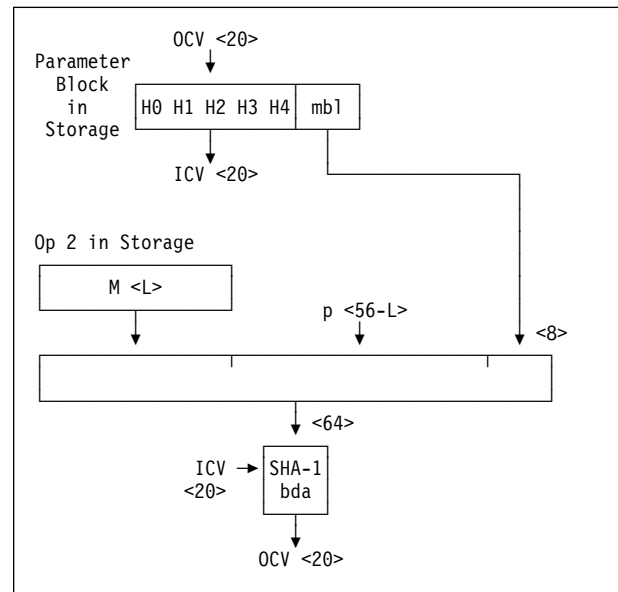 OCV <20>
Parameter
Block
in
Storage
H0 H1 H2 H3 H4 mbl
ICV <20>
Op 2 in Storage
M <L>
p <56-L>
<8>
<64>
ICV
<20>
SHA-1
bda
OCV <20>